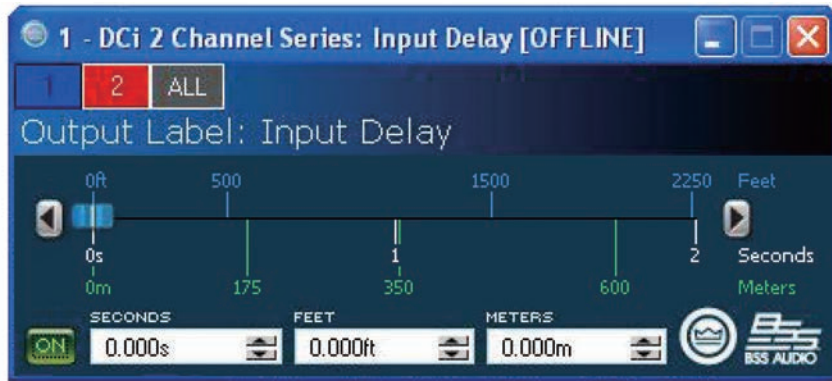 1 - DCi 2 Channel Series: Input Delay [OFFLINE]
1 2 ALL
Output Label: Input Delay
0ft 500 1500 2250 Feet
0s 1 2 Seconds
0m 175 350 600 Meters
SECONDS FEET METERS
ON 0.000s 0.000ft 0.000m
BSS AUDIO